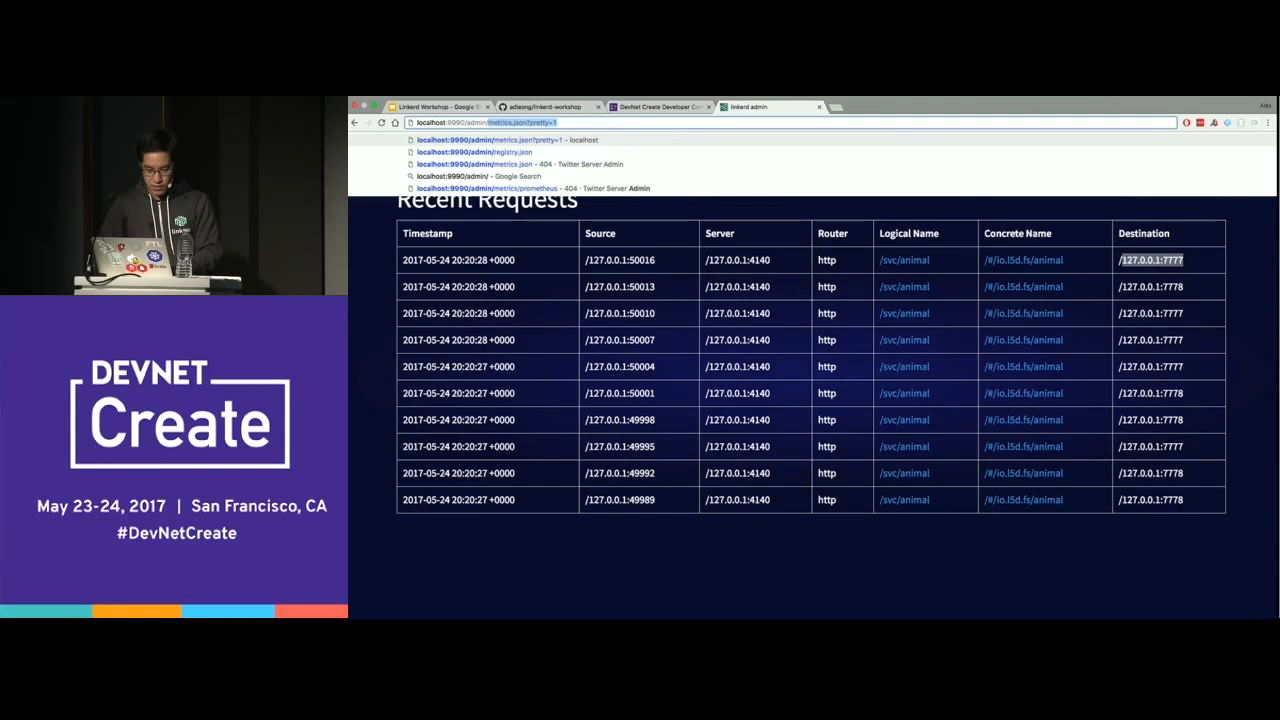 Linkerd Workshop - Google Sl
adleong/linkerd-workshop
DevNet Create Developer Con
linkerd admin
Alex
localhost:9990/admin/metrics.json?pretty=1
localhost:9990/admin/metrics.json?pretty=1 - localhost
localhost:9990/admin/registry.json
localhost:9990/admin/metrics.json - 404 · Twitter Server Admin
localhost:9990/admin/ - Google Search
localhost:9990/admin/metrics/prometheus - 404 · Twitter Server Admin
Recent Requests
Timestamp Source Server Router Logical Name Concrete Name Destination
2017-05-24 20:20:28 +0000 /127.0.0.1:50016 /127.0.0.1:4140 http /svc/animal /#/io.l5d.fs/animal /127.0.0.1:7777
2017-05-24 20:20:28 +0000 /127.0.0.1:50013 /127.0.0.1:4140 http /svc/animal /#/io.l5d.fs/animal /127.0.0.1:7778
2017-05-24 20:20:28 +0000 /127.0.0.1:50010 /127.0.0.1:4140 http /svc/animal /#/io.l5d.fs/animal /127.0.0.1:7777
2017-05-24 20:20:28 +0000 /127.0.0.1:50007 /127.0.0.1:4140 http /svc/animal /#/io.l5d.fs/animal /127.0.0.1:7777
2017-05-24 20:20:27 +0000 /127.0.0.1:50004 /127.0.0.1:4140 http /svc/animal /#/io.l5d.fs/animal /127.0.0.1:7777
2017-05-24 20:20:27 +0000 /127.0.0.1:50001 /127.0.0.1:4140 http /svc/animal /#/io.l5d.fs/animal /127.0.0.1:7778
2017-05-24 20:20:27 +0000 /127.0.0.1:49998 /127.0.0.1:4140 http /svc/animal /#/io.l5d.fs/animal /127.0.0.1:7778
2017-05-24 20:20:27 +0000 /127.0.0.1:49995 /127.0.0.1:4140 http /svc/animal /#/io.l5d.fs/animal /127.0.0.1:7777
2017-05-24 20:20:27 +0000 /127.0.0.1:49992 /127.0.0.1:4140 http /svc/animal /#/io.l5d.fs/animal /127.0.0.1:7778
2017-05-24 20:20:27 +0000 /127.0.0.1:49989 /127.0.0.1:4140 http /svc/animal /#/io.l5d.fs/animal /127.0.0.1:7778
FTL
DEVNET
Create
May 23-24, 2017 | San Francisco, CA
#DevNetCreate